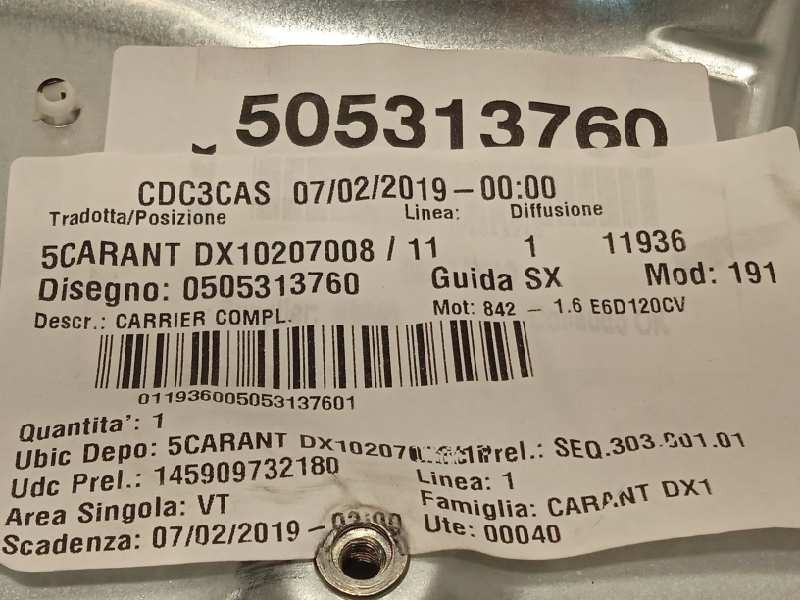 505313760
CDC3CAS 07/02/2019-00:00
Tradotta/Posizione Linea: Diffusione
5CARANT DX10207008 / 11 1 11936
Disegno: 0505313760 Guida SX Mod: 191
Descr.: CARRIER COMPL. Mot: 842 - 1.6 E6D120CV
011936005053137601
Quantita': 1
Ubic Depo: 5CARANT Prel.: SEQ.303.001.01
Udc Prel.: 145909732180 Linea: 1
Area Singola: VT Famiglia: CARANT DX1
Scadenza: 07/02/2019 - Ute: 00040